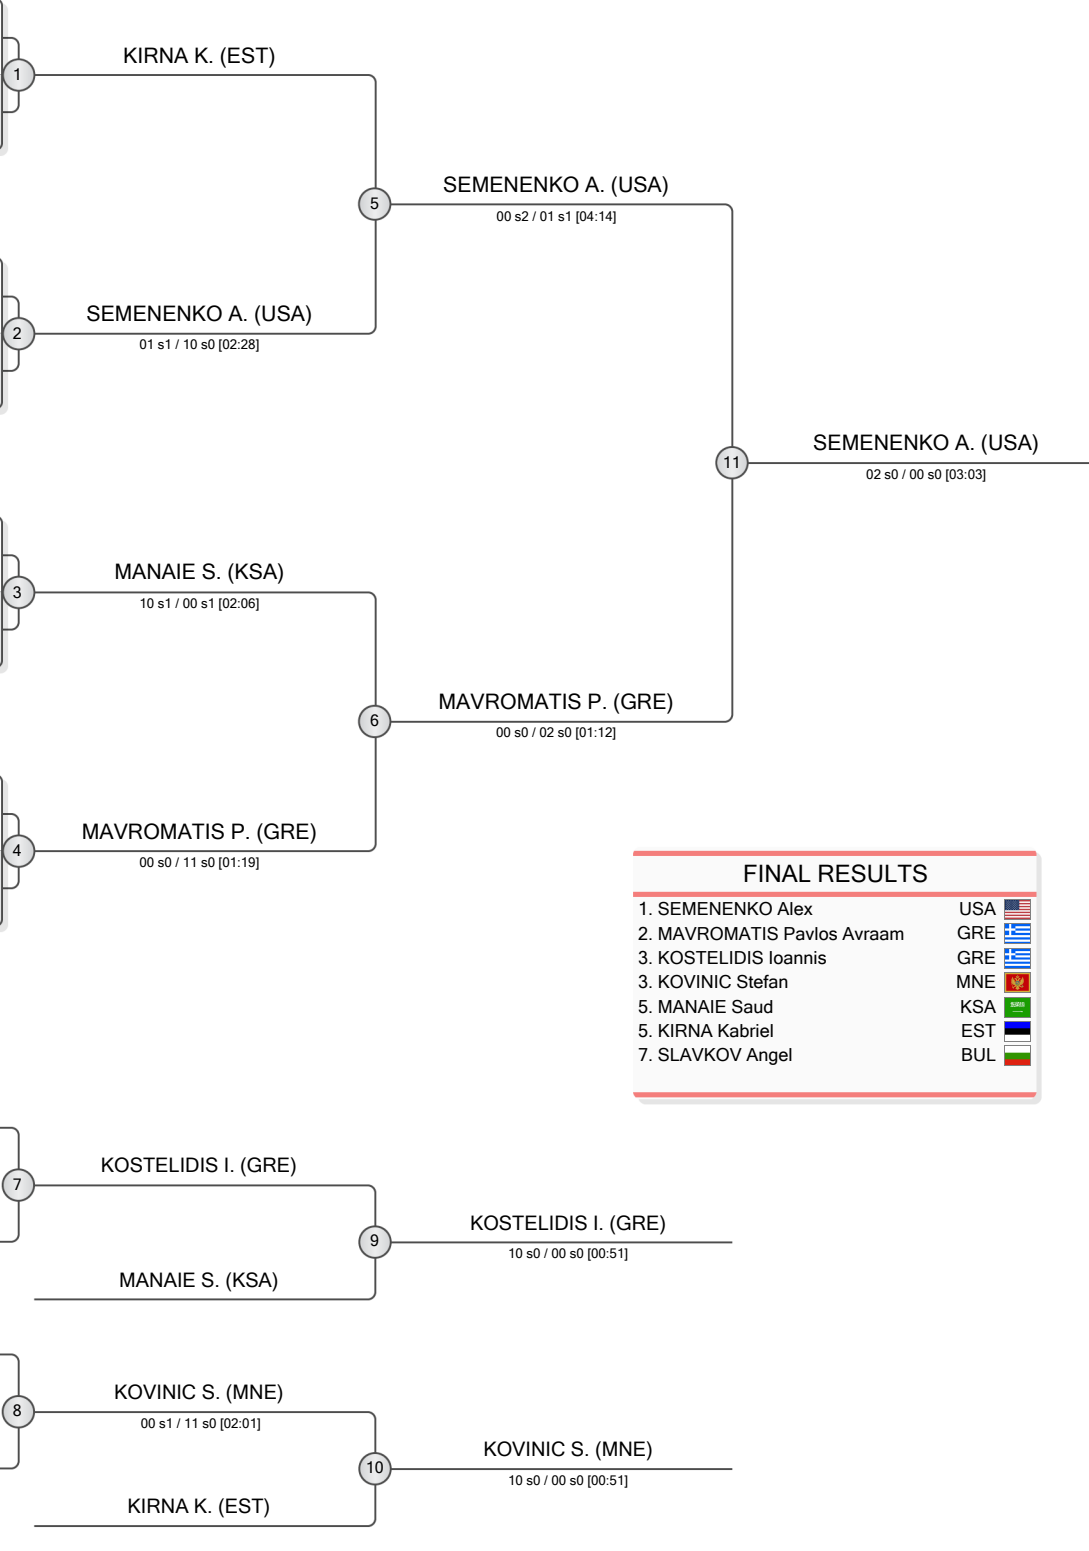 KIRNA K. (EST)
1
SEMENENKO A. (USA)
00 s2 / 01 s1 [04:14]
5
SEMENENKO A. (USA)
01 s1 / 10 s0 [02:28]
2
SEMENENKO A. (USA)
02 s0 / 00 s0 [03:03]
11
MANAIE S. (KSA)
10 s1 / 00 s1 [02:06]
3
MAVROMATIS P. (GRE)
00 s0 / 02 s0 [01:12]
6
MAVROMATIS P. (GRE)
00 s0 / 11 s0 [01:19]
4
FINAL RESULTS
1. SEMENENKO Alex USA
2. MAVROMATIS Pavlos Avraam GRE
3. KOSTELIDIS Ioannis GRE
3. KOVINIC Stefan MNE
5. MANAIE Saud KSA
5. KIRNA Kabriel EST
7. SLAVKOV Angel BUL
KOSTELIDIS I. (GRE)
7
KOSTELIDIS I. (GRE)
10 s0 / 00 s0 [00:51]
9
MANAIE S. (KSA)
KOVINIC S. (MNE)
00 s1 / 11 s0 [02:01]
8
KOVINIC S. (MNE)
10 s0 / 00 s0 [00:51]
10
KIRNA K. (EST)